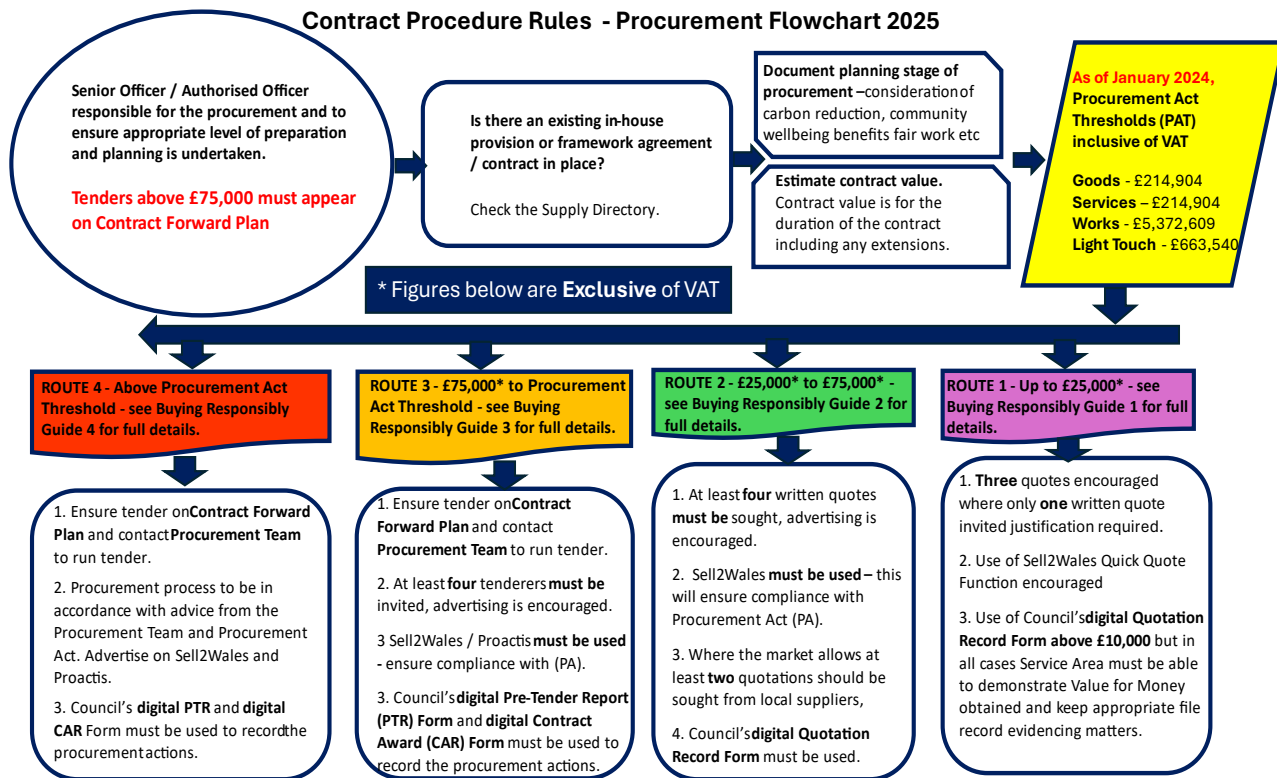 Contract Procedure Rules - Procurement Flowchart 2025
Senior Officer / Authorised Officer
responsible for the procurement and to
ensure appropriate level of preparation
and planning is undertaken.
Tenders above £75,000 must appear
on Contract Forward Plan
Is there an existing in-house
provision or framework agreement
/ contract in place?
Check the Supply Directory.
Document planning stage of
procurement –consideration of
carbon reduction, community
wellbeing benefits fair work etc
Estimate contract value.
Contract value is for the
duration of the contract
including any extensions.
As of January 2024,
Procurement Act
Thresholds (PAT)
inclusive of VAT
Goods - £214,904
Services – £214,904
Works - £5,372,609
Light Touch - £663,540
* Figures below are Exclusive of VAT
ROUTE 4 - Above Procurement Act
Threshold - see Buying Responsibly
Guide 4 for full details.
1. Ensure tender onContract Forward
Plan and contact Procurement Team
to run tender.
2. Procurement process to be in
accordance with advice from the
Procurement Team and Procurement
Act. Advertise on Sell2Wales and
Proactis.
3. Council's digital PTR and digital
CAR Form must be used to recordthe
procurement actions.
ROUTE 3 - £75,000* to Procurement
Act Threshold - see Buying
Responsibly Guide 3 for full details.
1. Ensure tender on Contract
Forward Plan and contact
Procurement Team to run tender.
2. At least four tenderers must be
invited, advertising is encouraged.
3 Sell2Wales / Proactis must be used
- ensure compliance with (PA).
3. Council's digital Pre-Tender Report
(PTR) Form and digital Contract
Award (CAR) Form must be used to
record the procurement actions.
ROUTE 2 - £25,000* to £75,000* -
see Buying Responsibly Guide 2 for
full details.
1. At least four written quotes
must be sought, advertising is
encouraged.
2. Sell2Wales must be used – this
will ensure compliance with
Procurement Act (PA).
3. Where the market allows at
least two quotations should be
sought from local suppliers,
4. Council's digital Quotation
Record Form must be used.
ROUTE 1 - Up to £25,000* - see
Buying Responsibly Guide 1 for full
details.
1. Three quotes encouraged
where only one written quote
invited justification required.
2. Use of Sell2Wales Quick Quote
Function encouraged
3. Use of Council's digital Quotation
Record Form above £10,000 but in
all cases Service Area must be able
to demonstrate Value for Money
obtained and keep appropriate file
record evidencing matters.